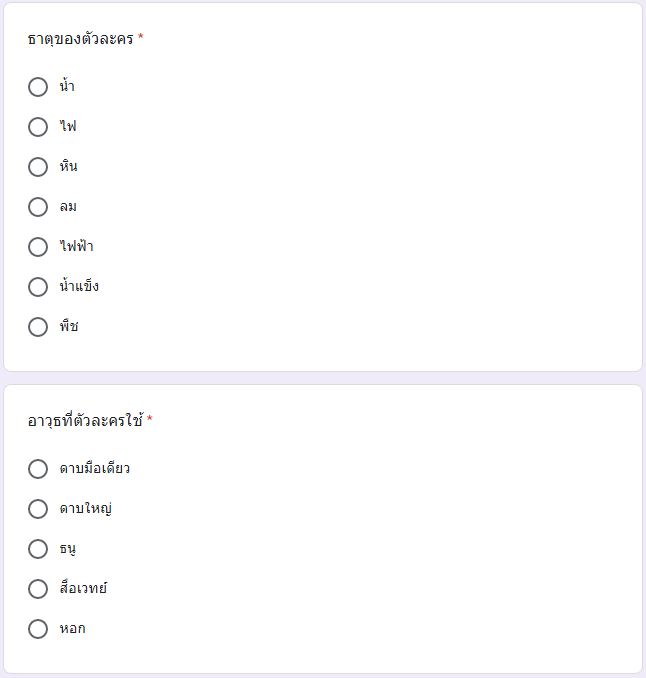 ธาตุของตัวละคร *
น้ำ
ไฟ
หิน
ลม
ไฟฟ้า
น้ำแข็ง
พืช
อาวุธที่ตัวละครใช้ *
ดาบมือเดียว
ดาบใหญ่
ธนู
สื่อเวทย์
หอก